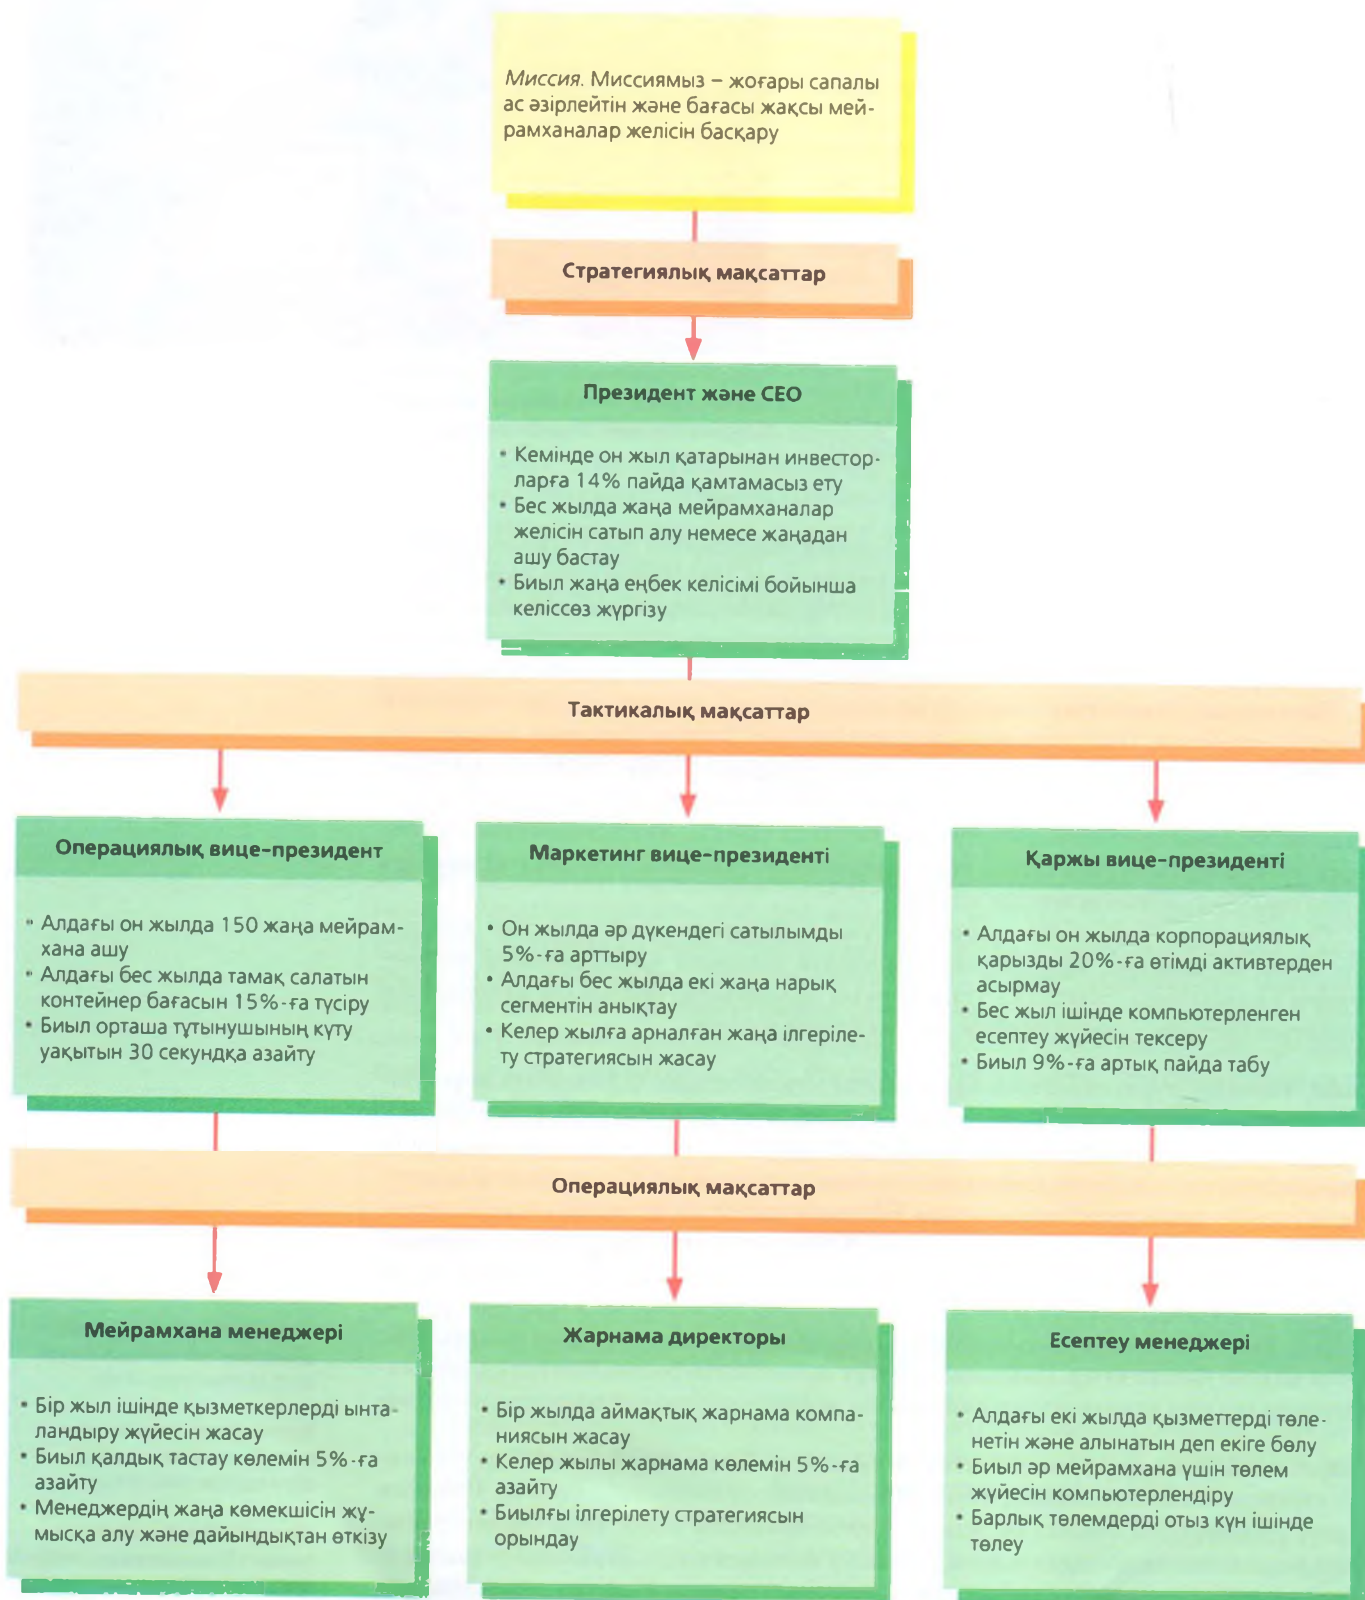 Миссия. Миссиямыз – жоғары сапалы
ас әзірлейтін және бағасы жақсы мей-
рамханалар желісін басқару
Стратегиялық мақсаттар
Президент және CEO
• Кемінде он жыл қатарынан инвестор-
ларға 14% пайда қамтамасыз ету
• Бес жылда жаңа мейрамханалар
желісін сатып алу немесе жаңадан
ашу бастау
• Биыл жаңа еңбек келісімі бойынша
келіссөз жүргізу
Тактикалық мақсаттар
Операциялық вице-президент
• Алдағы он жылда 150 жаңа мейрам-
хана ашу
• Алдағы бес жылда тамақ салатын
контейнер бағасын 15%-ға түсіру
• Биыл орташа тұтынушының күту
уақытын 30 секундқа азайту
Маркетинг вице-президенті
• Он жылда әр дүкендегі сатылымды
5%-ға арттыру
• Алдағы бес жылда екі жаңа нарық
сегментін анықтау
• Келер жылға арналған жаңа ілгеріле-
ту стратегиясын жасау
Қаржы вице-президенті
• Алдағы он жылда корпорациялық
қарызды 20%-ға өтімді активтерден
асырмау
• Бес жыл ішінде компьютерленген
есептеу жүйесін тексеру
• Биыл 9%-ға артық пайда табу
Операциялық мақсаттар
Мейрамхана менеджері
• Бір жыл ішінде қызметкерлерді ынта-
ландыру жүйесін жасау
• Биыл қалдық тастау көлемін 5%-ға
азайту
• Менеджердің жаңа көмекшісін жұ-
мысқа алу және дайындықтан өткізу
Жарнама директоры
• Бір жылда аймақтық жарнама компа-
ниясын жасау
• Келер жылы жарнама көлемін 5%-ға
азайту
• Биылғы ілгерілету стратегиясын
орындау
Есептеу менеджері
• Алдағы екі жылда қызметтерді төле-
нетін және алынатын деп екіге бөлу
• Биыл әр мейрамхана үшін төлем
жүйесін компьютерлендіру
• Барлық төлемдерді отыз күн ішінде
төлеу